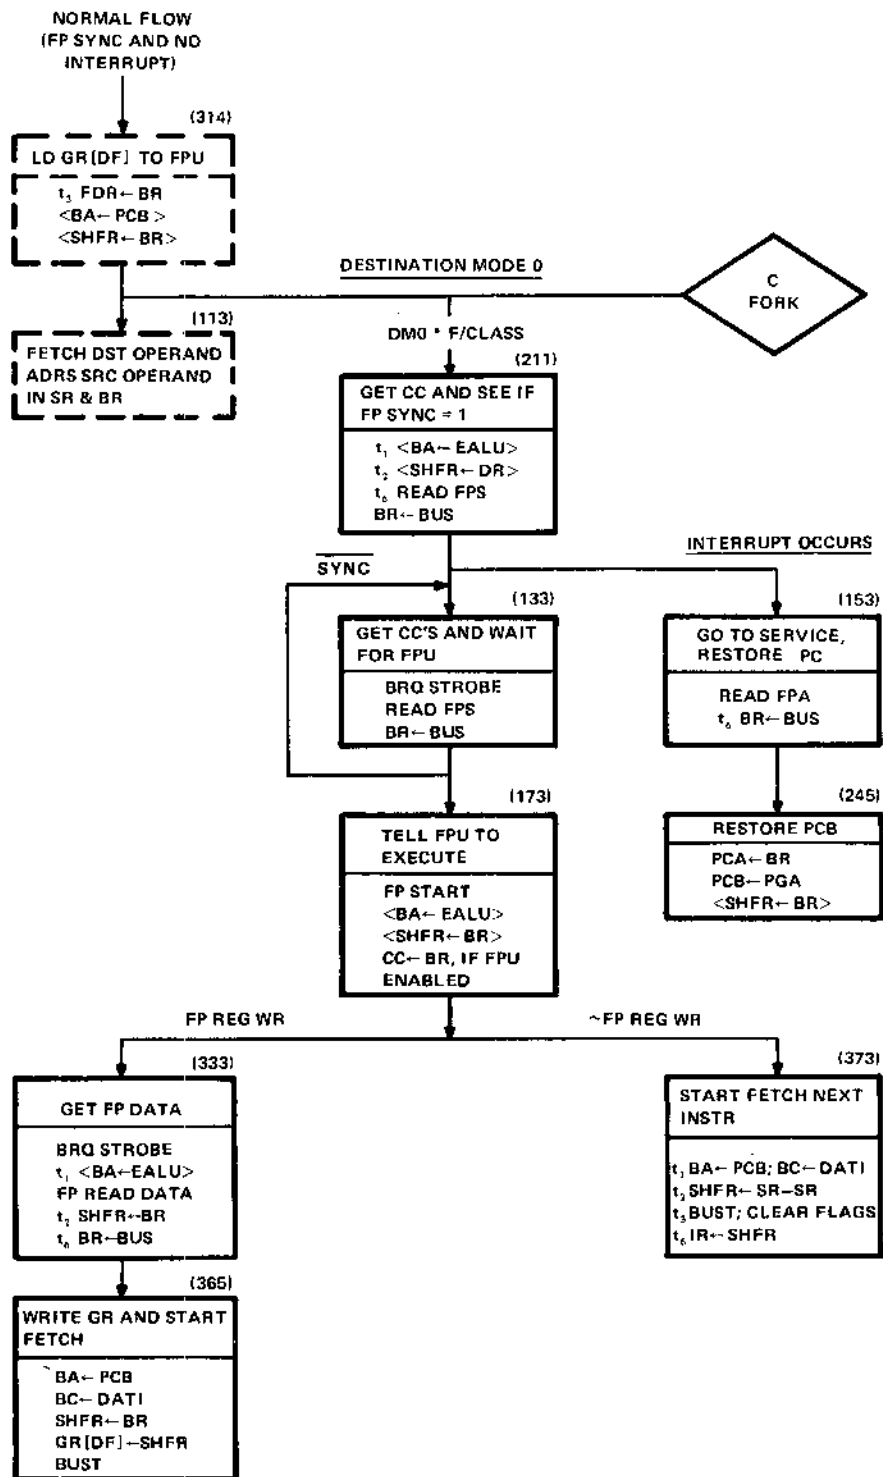 NORMAL FLOW
(FP SYNC AND NO
INTERRUPT)
(314)
LD GR[DF] TO FPU
t₃ FDR←BR
<BA←PCB>
<SHFR←BR>
DESTINATION MODE 0
C
FORK
(113)
FETCH DST OPERAND
ADRS SRC OPERAND
IN SR & BR
DM0 * F/CLASS
(211)
GET CC AND SEE IF
FP SYNC = 1
t₁ <BA←EALU>
t₂ <SHFR←DR>
t₆ READ FPS
BR←BUS
SYNC
INTERRUPT OCCURS
(133)
GET CC'S AND WAIT
FOR FPU
BRQ STROBE
READ FPS
BR←BUS
(153)
GO TO SERVICE,
RESTORE PC
READ FPA
t₆ BR←BUS
(173)
TELL FPU TO
EXECUTE
FP START
<BA←EALU>
<SHFR←BR>
CC←BR, IF FPU
ENABLED
(245)
RESTORE PCB
PCA←BR
PCB←PGA
<SHFR←BR>
FP REG WR
~FP REG WR
(333)
GET FP DATA
BRQ STROBE
t₁ <BA←EALU>
FP READ DATA
t₂ SHFR←BR
t₆ BR←BUS
(373)
START FETCH NEXT
INSTR
t₁ BA←PCB; BC←DATI
t₂ SHFR←SR–SR
t₃ BUST; CLEAR FLAGS
t₆ IR←SHFR
(365)
WRITE GR AND START
FETCH
BA←PCB
BC←DATI
SHFR←BR
GR[DF]←SHFR
BUST